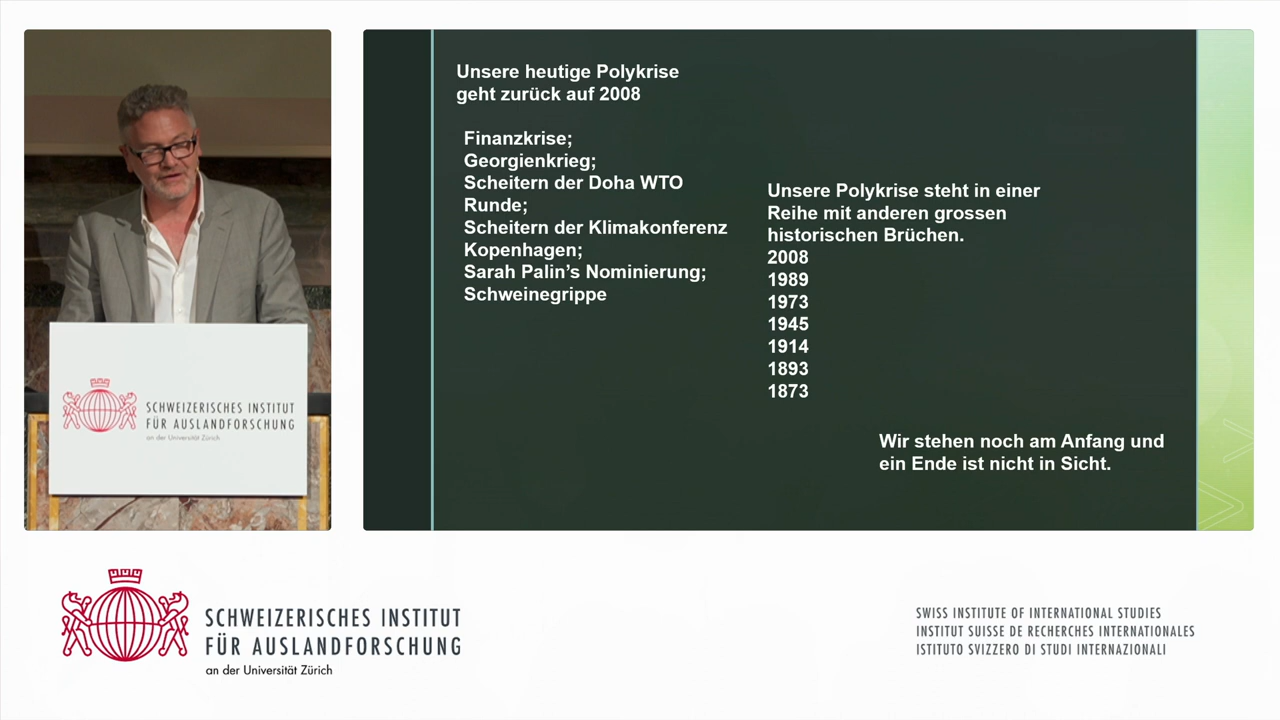 Unsere heutige Polykrise
geht zurück auf 2008
Finanzkrise;
Georgienkrieg;
Scheitern der Doha WTO
Runde;
Scheitern der Klimakonferenz
Kopenhagen;
Sarah Palin’s Nominierung;
Schweinegrippe
Unsere Polykrise steht in einer
Reihe mit anderen grossen
historischen Brüchen.
2008
1989
1973
1945
1914
1893
1873
Wir stehen noch am Anfang und
ein Ende ist nicht in Sicht.
SCHWEIZERISCHES INSTITUT
FÜR AUSLANDFORSCHUNG
an der Universität Zürich
SCHWEIZERISCHES INSTITUT
FÜR AUSLANDFORSCHUNG
an der Universität Zürich
SWISS INSTITUTE OF INTERNATIONAL STUDIES
INSTITUT SUISSE DE RECHERCHES INTERNATIONALES
ISTITUTO SVIZZERO DI STUDI INTERNAZIONALI